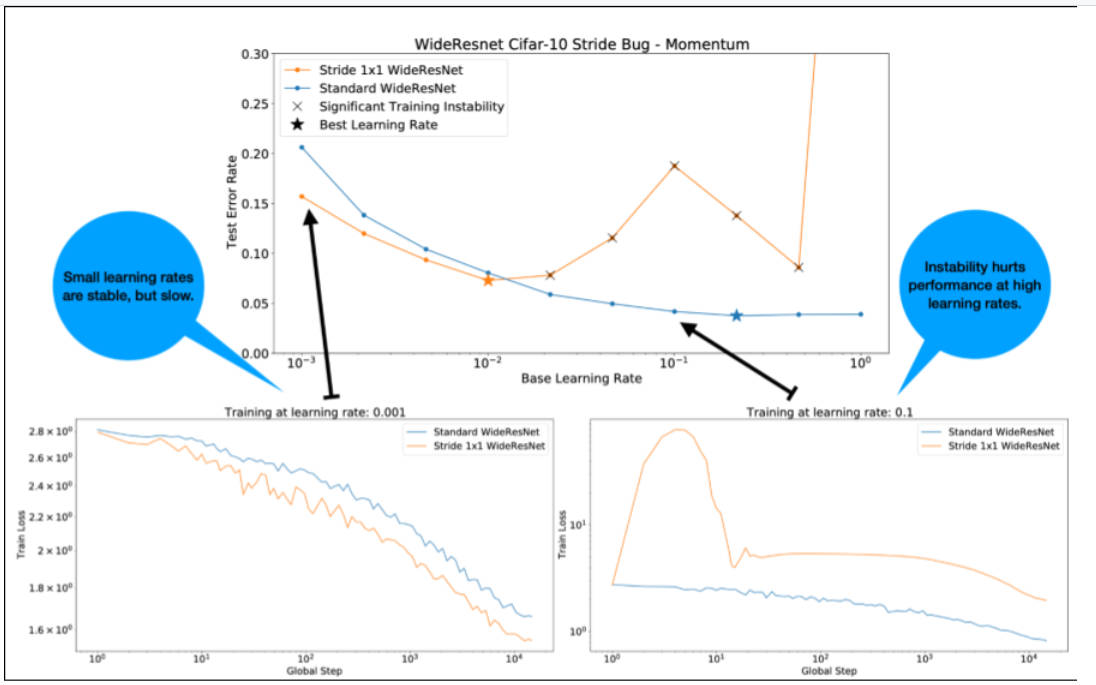 WideResnet Cifar-10 Stride Bug - Momentum
0.30
0.25
0.20
0.15
0.10
0.05
0.00
Test Error Rate
Stride 1x1 WideResNet
Standard WideResNet
Significant Training Instability
Best Learning Rate
10⁻³
10⁻²
10⁻¹
10⁰
Base Learning Rate
Small learning rates
are stable, but slow.
Instability hurts
performance at high
learning rates.
Training at learning rate: 0.001
2.8 × 10⁰
2.6 × 10⁰
2.4 × 10⁰
2.2 × 10⁰
2 × 10⁰
1.8 × 10⁰
1.6 × 10⁰
Train Loss
Standard WideResNet
Stride 1x1 WideResNet
10⁰
10¹
10²
10³
10⁴
Global Step
Training at learning rate: 0.1
10¹
10⁰
Train Loss
Standard WideResNet
Stride 1x1 WideResNet
10⁰
10¹
10²
10³
10⁴
Global Step